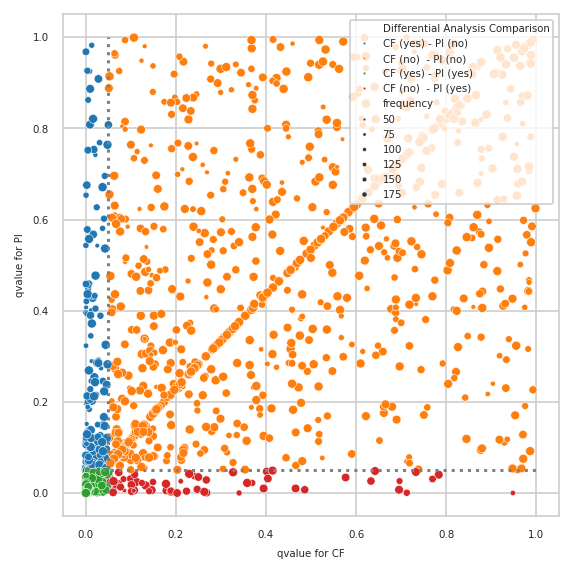 Differential Analysis Comparison
CF (yes) - PI (no)
CF (no)  - PI (no)
CF (yes) - PI (yes)
CF (no)  - PI (yes)
frequency
50
75
100
125
150
175
1.0
0.8
0.6
0.4
0.2
0.0
qvalue for PI
0.0
0.2
0.4
0.6
0.8
1.0
qvalue for CF